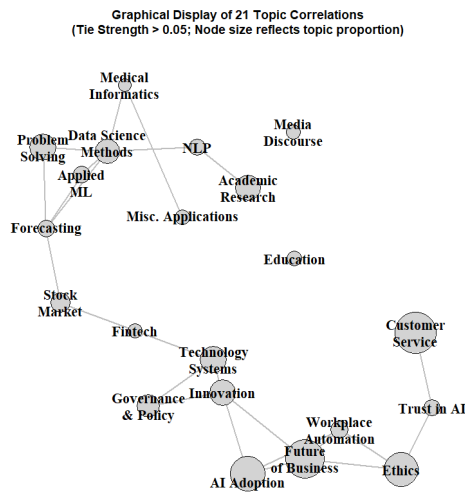 Graphical Display of 21 Topic Correlations
(Tie Strength > 0.05; Node size reflects topic proportion)
Medical
Informatics
Media
Discourse
Problem
Solving
Data Science
Methods
NLP
Applied
ML
Academic
Research
Misc. Applications
Forecasting
Education
Stock
Market
Fintech
Customer
Service
Technology
Systems
Innovation
Governance
& Policy
Trust in AI
Workplace
Automation
Future
of Business
Ethics
AI Adoption